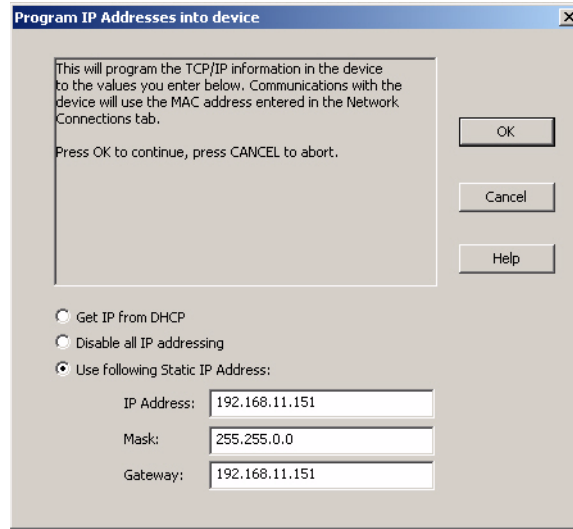 Program IP Addresses into device
This will program the TCP/IP information in the device
to the values you enter below. Communications with the
device will use the MAC address entered in the Network
Connections tab.
Press OK to continue, press CANCEL to abort.
OK
Cancel
Help
Get IP from DHCP
Disable all IP addressing
Use following Static IP Address:
IP Address: 192.168.11.151
Mask: 255.255.0.0
Gateway: 192.168.11.151